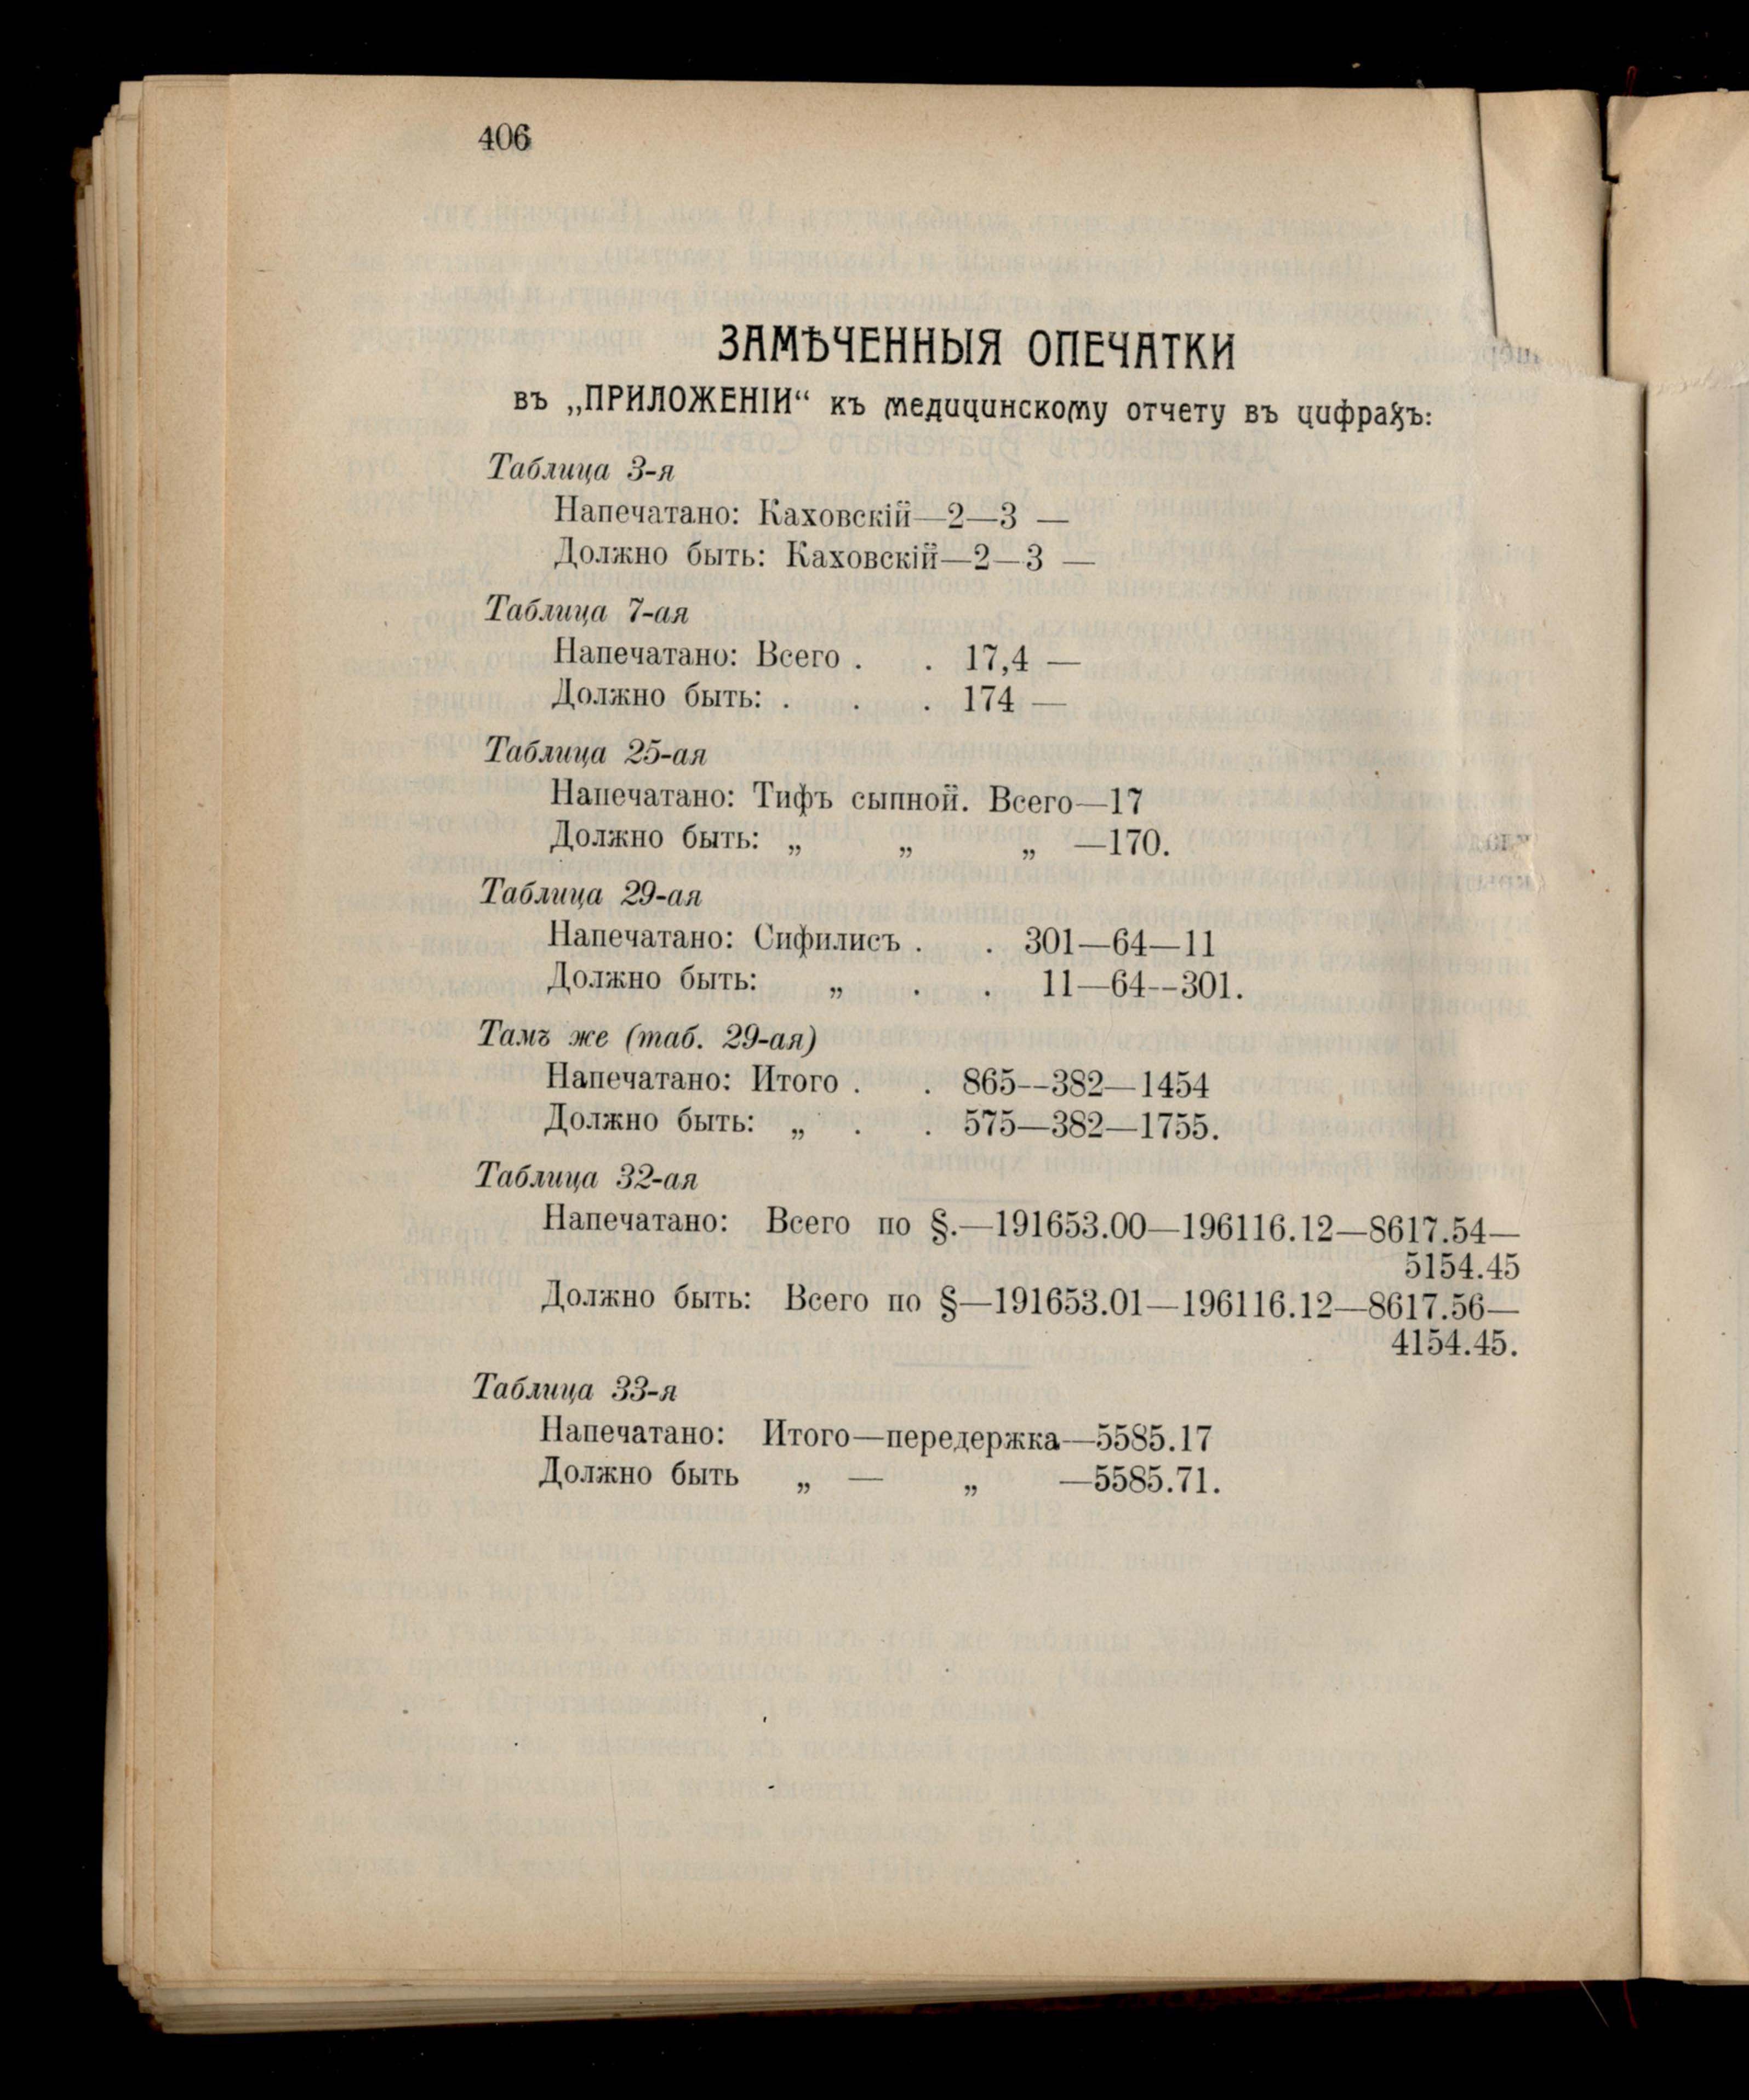 406
ЗАМѢЧЕННЫЯ ОПЕЧАТКИ
въ „ПРИЛОЖЕНІИ“ къ медицинскому отчету въ цифрахъ:
Таблица 3-я
Напечатано: Каховскій—2—3 —
Должно быть: Каховскій—2—3 —
Таблица 7-ая
Напечатано: Всего . . 17,4 —
Должно быть: . . . 174 —
Таблица 25-ая
Напечатано: Тифъ сыпной. Всего—17
Должно быть: „ „ „ —170.
Таблица 29-ая
Напечатано: Сифилисъ . . 301—64—11
Должно быть: „ . . 11—64--301.
Тамъ же (таб. 29-ая)
Напечатано: Итого . . 865--382—1454
Должно быть: „ . . 575—382—1755.
Таблица 32-ая
Напечатано: Всего по §.—191653.00—196116.12—8617.54—
5154.45
Должно быть: Всего по §—191653.01—196116.12—8617.56—
4154.45.
Таблица 33-я
Напечатано: Итого—передержка—5585.17
Должно быть „ — „ —5585.71.